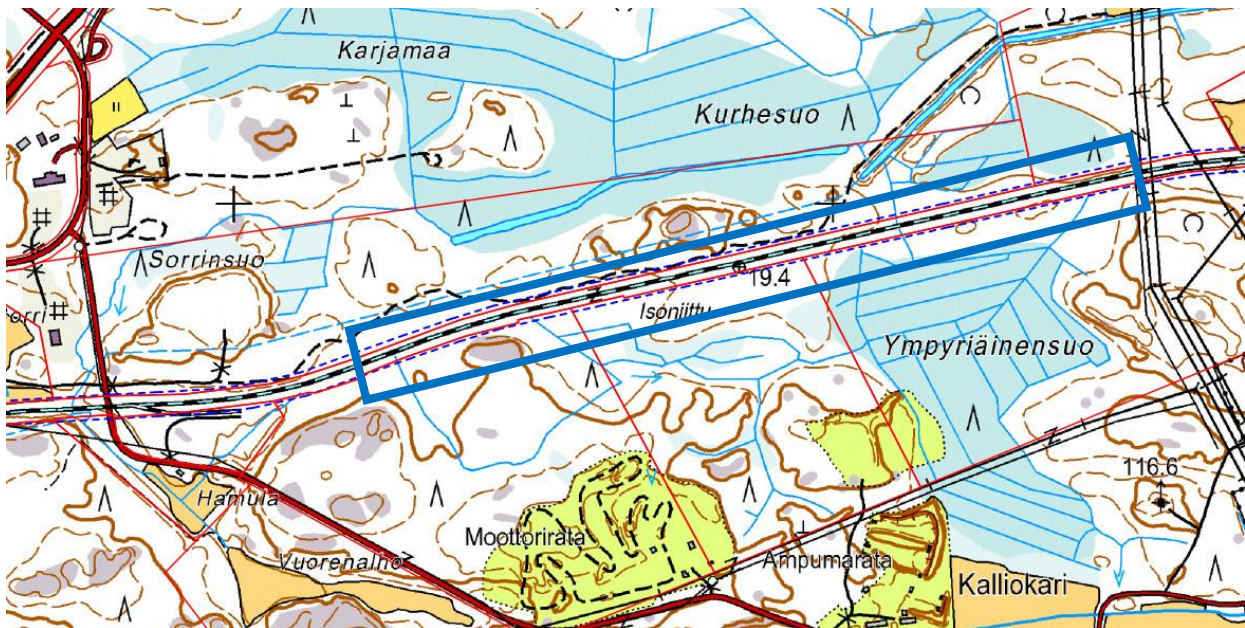 Karjamaa
Kurhesuo
Sorrinsuo
19.4
Isoniittu
Ympyriäinensuo
116.6
Hamula
Moottorirata
Vuorenalho
Ampumarata
Kalliokari